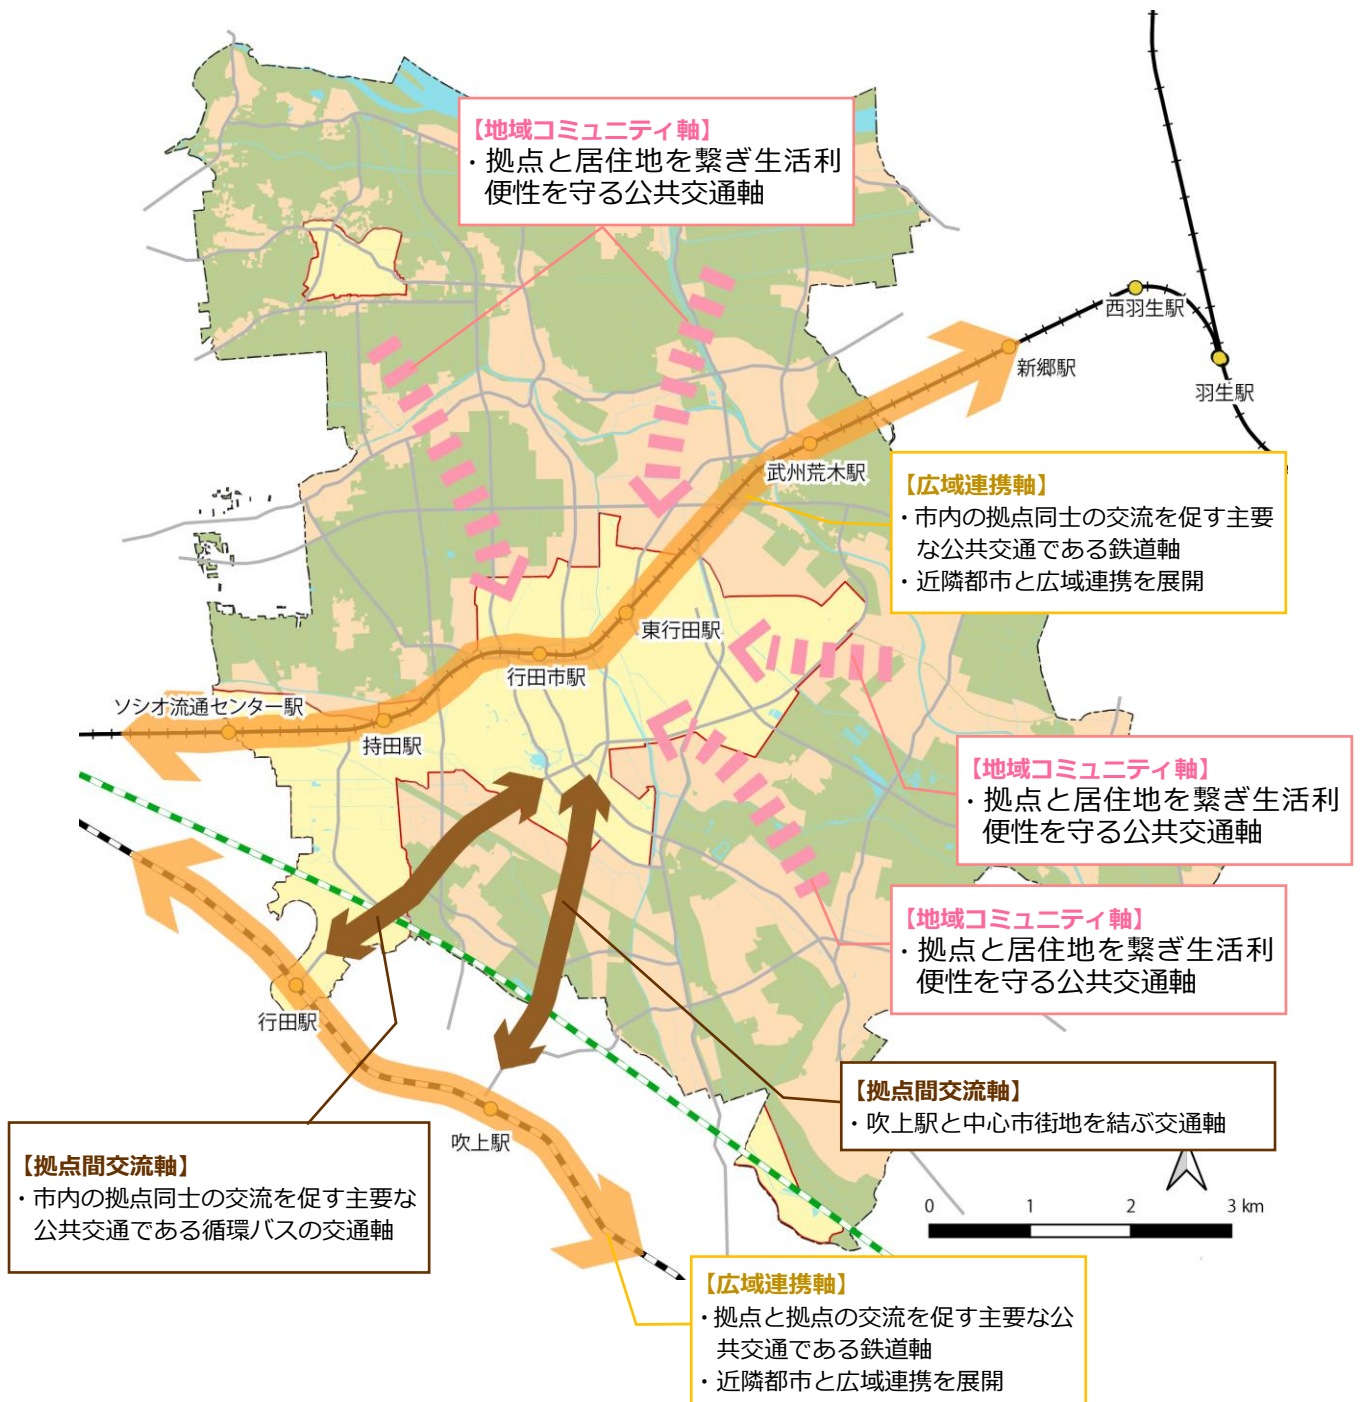 【地域コミュニティ軸】
・拠点と居住地を繋ぎ生活利
便性を守る公共交通軸
西羽生駅
新郷駅
羽生駅
武州荒木駅
【広域連携軸】
・市内の拠点同士の交流を促す主要
な公共交通である鉄道軸
・近隣都市と広域連携を展開
東行田駅
行田市駅
ソシオ流通センター駅
持田駅
【地域コミュニティ軸】
・拠点と居住地を繋ぎ生活利
便性を守る公共交通軸
【地域コミュニティ軸】
・拠点と居住地を繋ぎ生活利
便性を守る公共交通軸
行田駅
吹上駅
【拠点間交流軸】
・吹上駅と中心市街地を結ぶ交通軸
【拠点間交流軸】
・市内の拠点同士の交流を促す主要な
公共交通である循環バスの交通軸
0 1 2 3 km
【広域連携軸】
・拠点と拠点の交流を促す主要な公
共交通である鉄道軸
・近隣都市と広域連携を展開